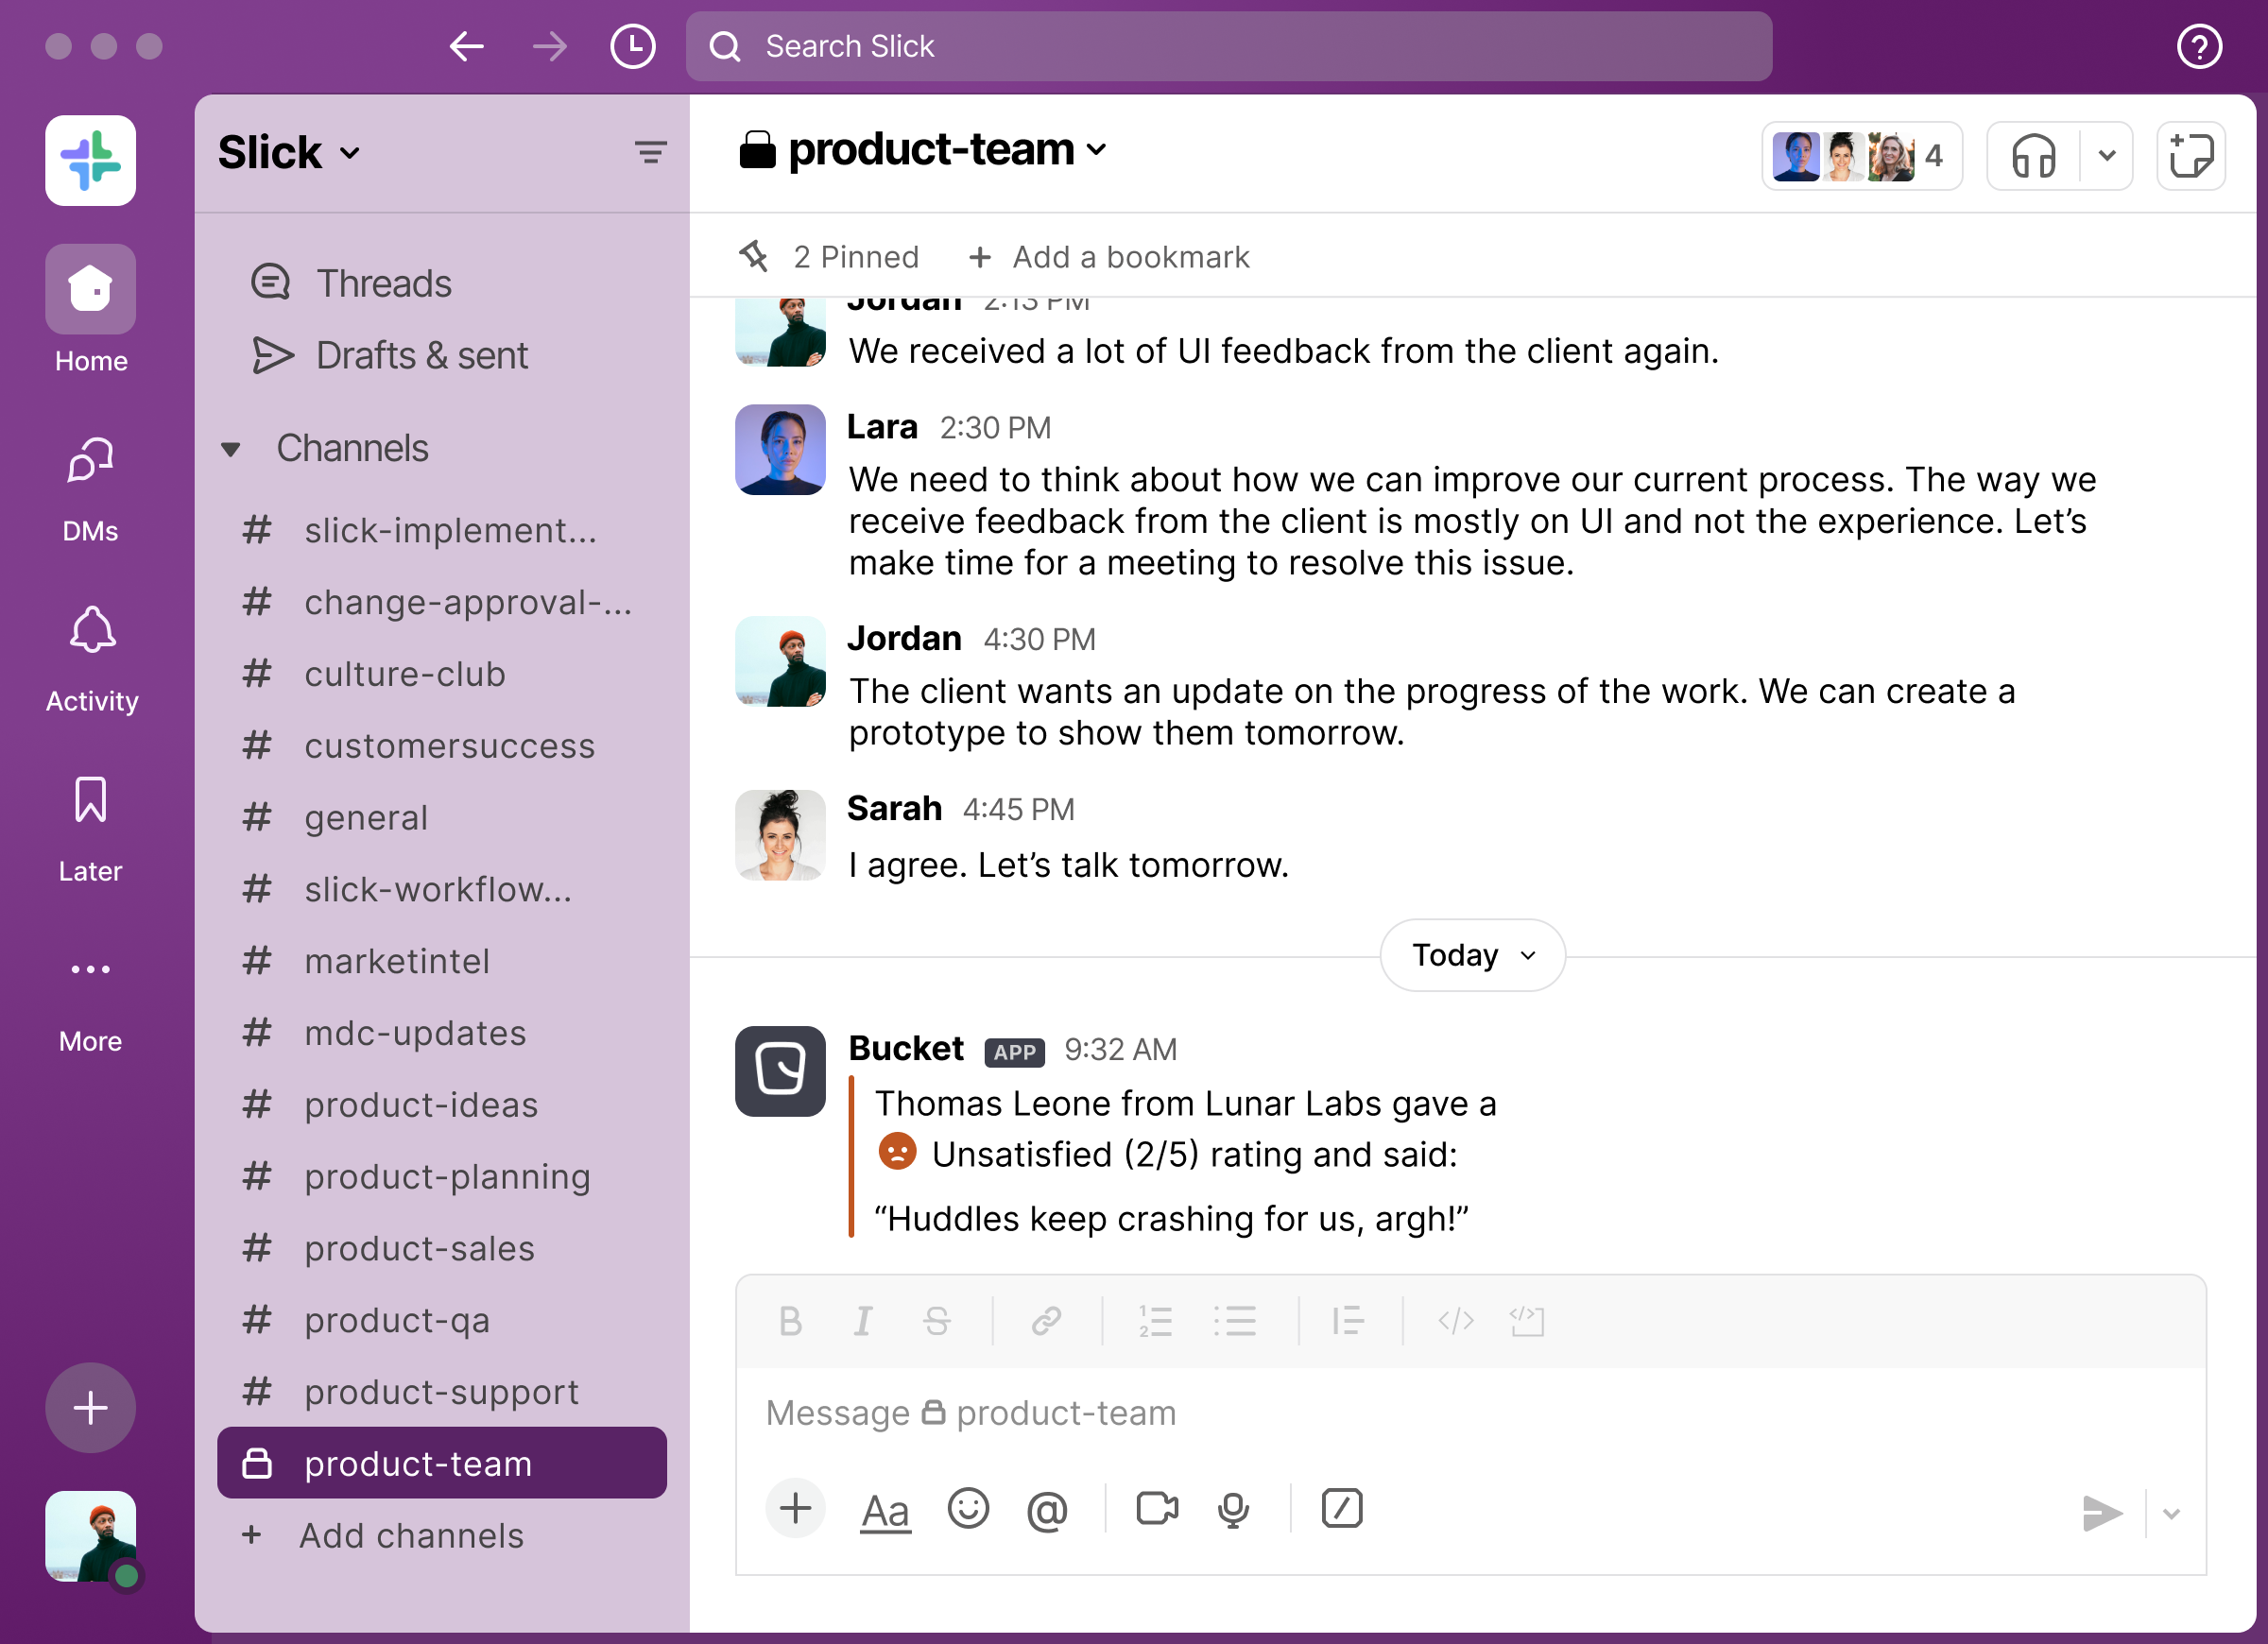 Search Slick
Home
DMs
Activity
Later
More
Slick
Threads
Drafts & sent
Channels
# slick-implement...
# change-approval-...
# culture-club
# customersuccess
# general
# slick-workflow...
# marketintel
# mdc-updates
# product-ideas
# product-planning
# product-sales
# product-qa
# product-support
product-team
+ Add channels
product-team
4
2 Pinned + Add a bookmark
Jordan 2:13 PM
We received a lot of UI feedback from the client again.
Lara 2:30 PM
We need to think about how we can improve our current process. The way we
receive feedback from the client is mostly on UI and not the experience. Let’s
make time for a meeting to resolve this issue.
Jordan 4:30 PM
The client wants an update on the progress of the work. We can create a
prototype to show them tomorrow.
Sarah 4:45 PM
I agree. Let’s talk tomorrow.
Today
Bucket APP 9:32 AM
Thomas Leone from Lunar Labs gave a
Unsatisfied (2/5) rating and said:
“Huddles keep crashing for us, argh!”
B I S
Message product-team
Aa @